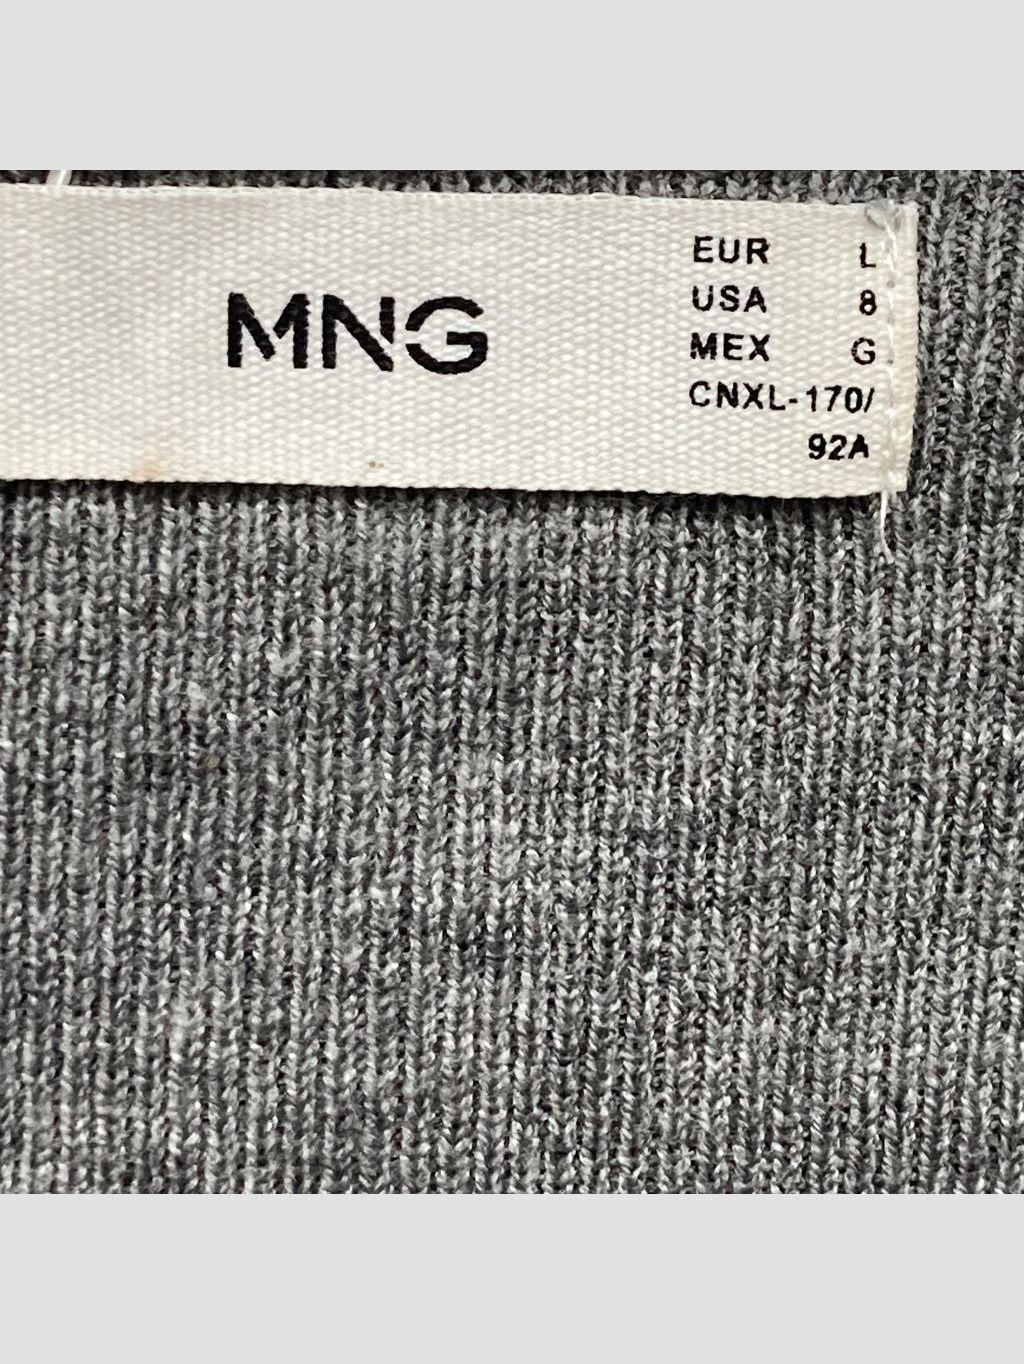 MNG
EUR L
USA 8
MEX G
CNXL-170/
92A